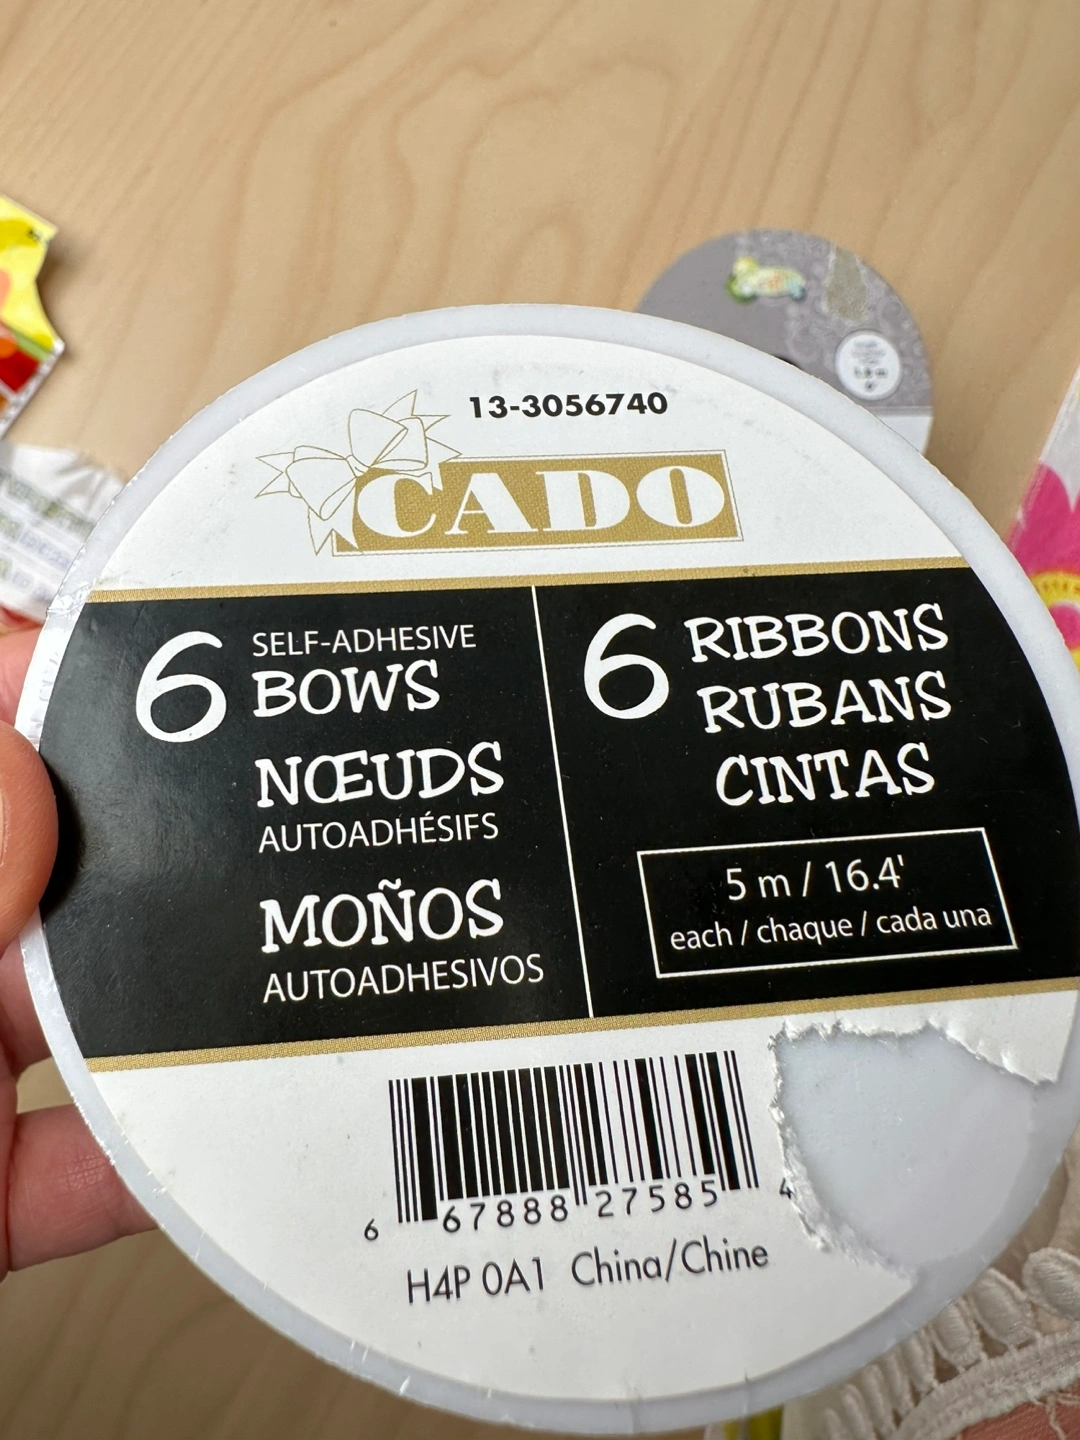 13-3056740
CADO
6 SELF-ADHESIVE
BOWS
NŒUDS
AUTOADHÉSIFS
MOÑOS
AUTOADHESIVOS
6 RIBBONS
RUBANS
CINTAS
5 m / 16.4'
each / chaque / cada una
6 67888 27585 4
H4P 0A1 China/Chine